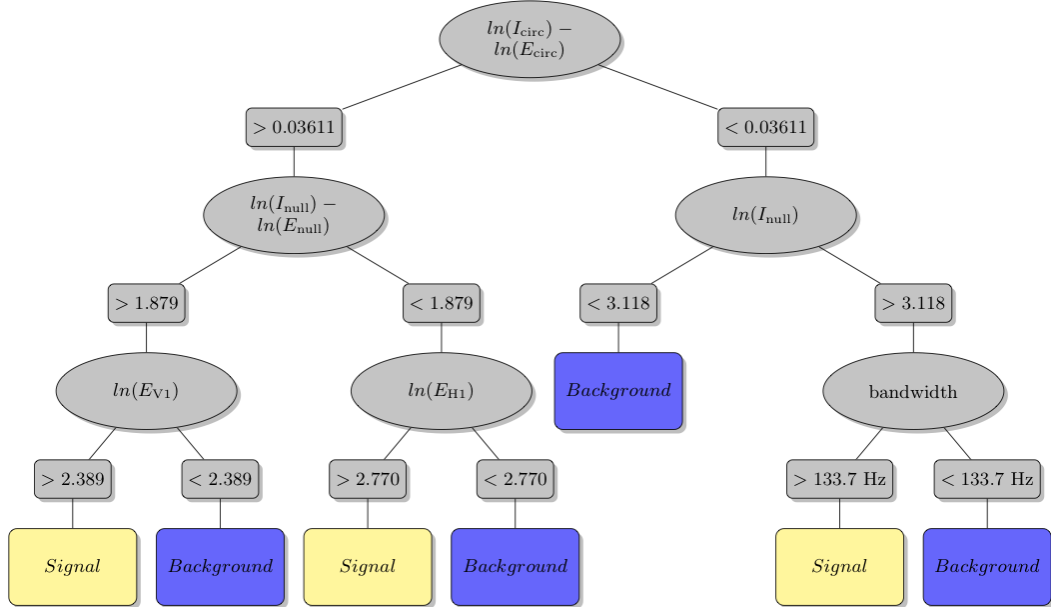 ln(I_circ) −
ln(E_circ)
> 0.03611
< 0.03611
ln(I_null) −
ln(E_null)
ln(I_null)
> 1.879
< 1.879
< 3.118
> 3.118
ln(E_V1)
ln(E_H1)
Background
bandwidth
> 2.389
< 2.389
> 2.770
< 2.770
> 133.7 Hz
< 133.7 Hz
Signal
Background
Signal
Background
Signal
Background